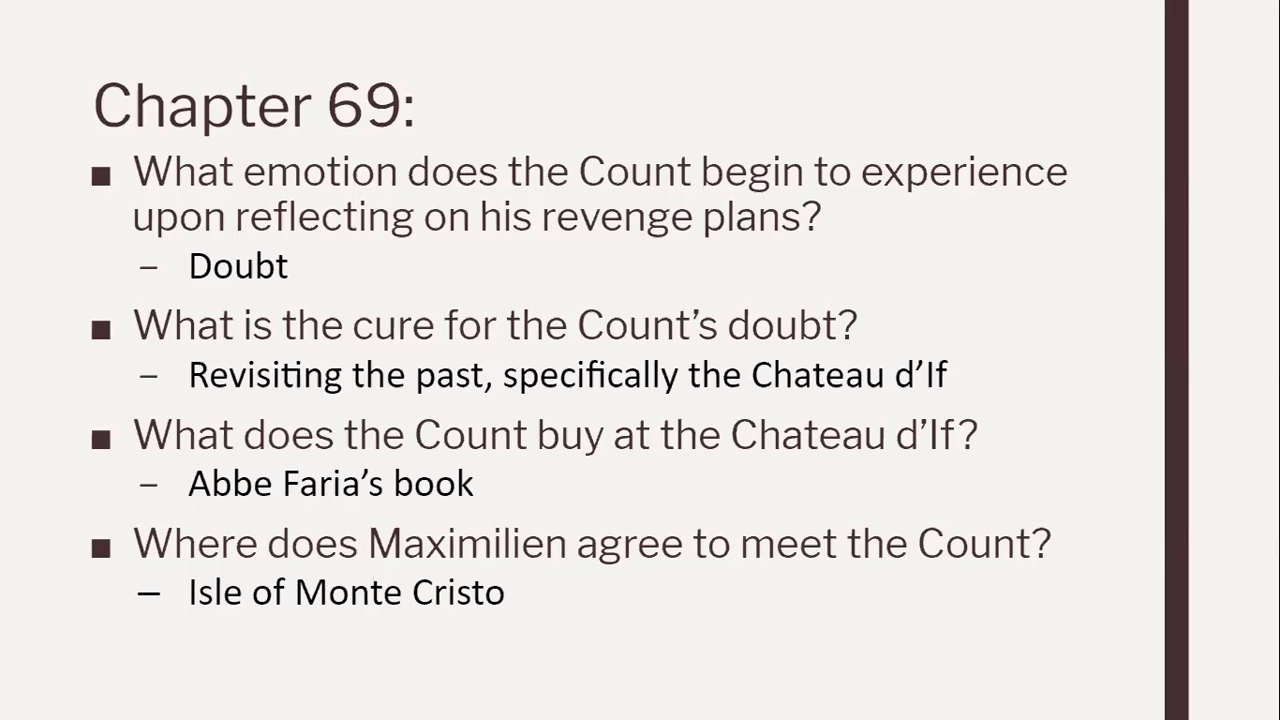 Chapter 69:
■ What emotion does the Count begin to experience
upon reflecting on his revenge plans?
– Doubt
■ What is the cure for the Count’s doubt?
– Revisiting the past, specifically the Chateau d’If
■ What does the Count buy at the Chateau d’If?
– Abbe Faria’s book
■ Where does Maximilien agree to meet the Count?
– Isle of Monte Cristo